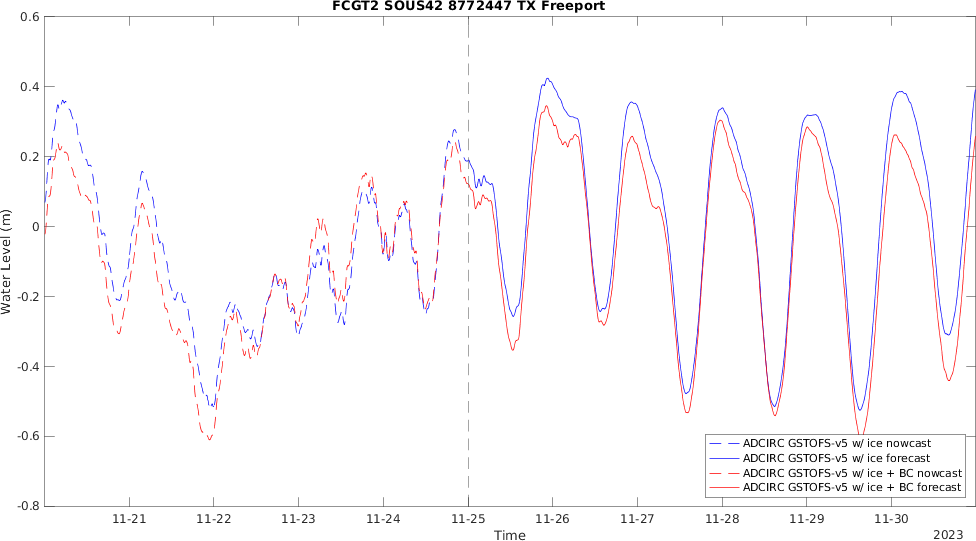 FCGT2 SOUS42 8772447 TX Freeport
0.6
0.4
0.2
0
-0.2
-0.4
-0.6
-0.8
Water Level (m)
ADCIRC GSTOFS-v5 w/ ice nowcast
ADCIRC GSTOFS-v5 w/ ice forecast
ADCIRC GSTOFS-v5 w/ ice + BC nowcast
ADCIRC GSTOFS-v5 w/ ice + BC forecast
11-21 11-22 11-23 11-24 11-25 11-26 11-27 11-28 11-29 11-30
Time
2023